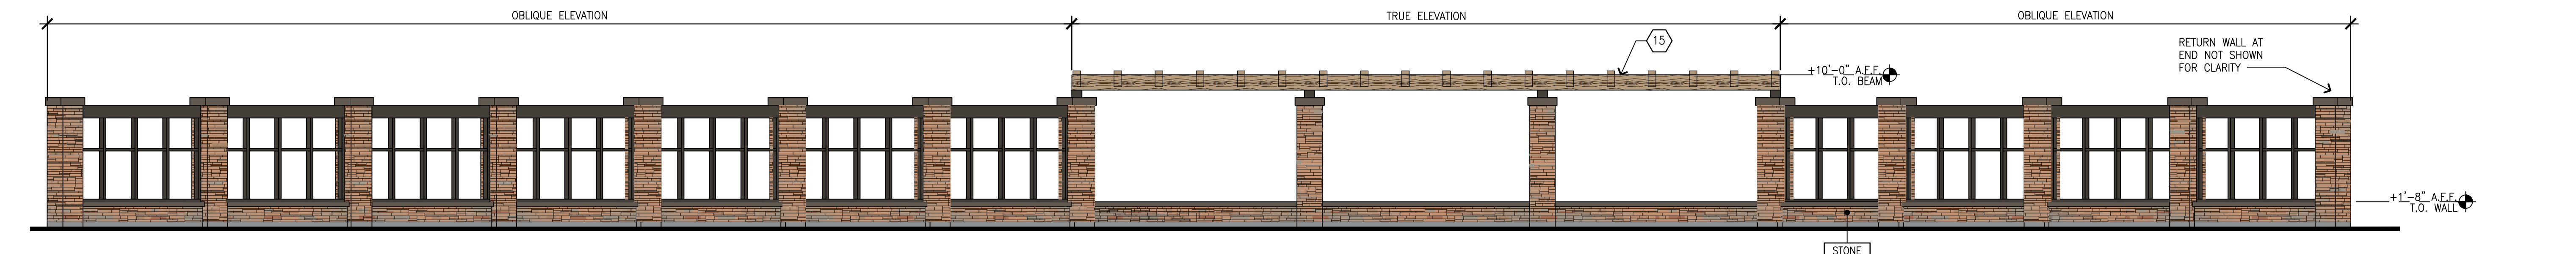 OBLIQUE ELEVATION
TRUE ELEVATION
OBLIQUE ELEVATION
15
RETURN WALL AT
END NOT SHOWN
FOR CLARITY
+10'-0" A.F.F.
T.O. BEAM
+1'-8" A.F.F.
T.O. WALL
STONE